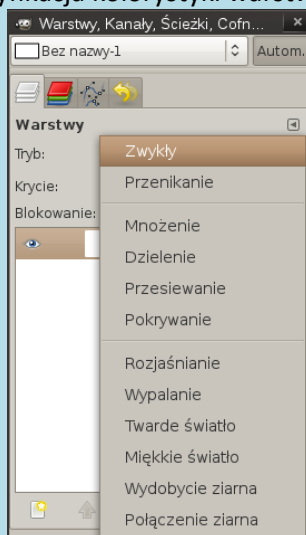 Warstwy, Kanały, Ścieżki, Cofn...
Bez nazwy-1
Autom.
Warstwy
Tryb:
Zwykły
Krycie:
Przenikanie
Blokowanie:
Mnożenie
Dzielenie
Przesiewanie
Pokrywanie
Rozjaśnianie
Wypalanie
Twarde światło
Miękkie światło
Wydobycie ziarna
Połączenie ziarna